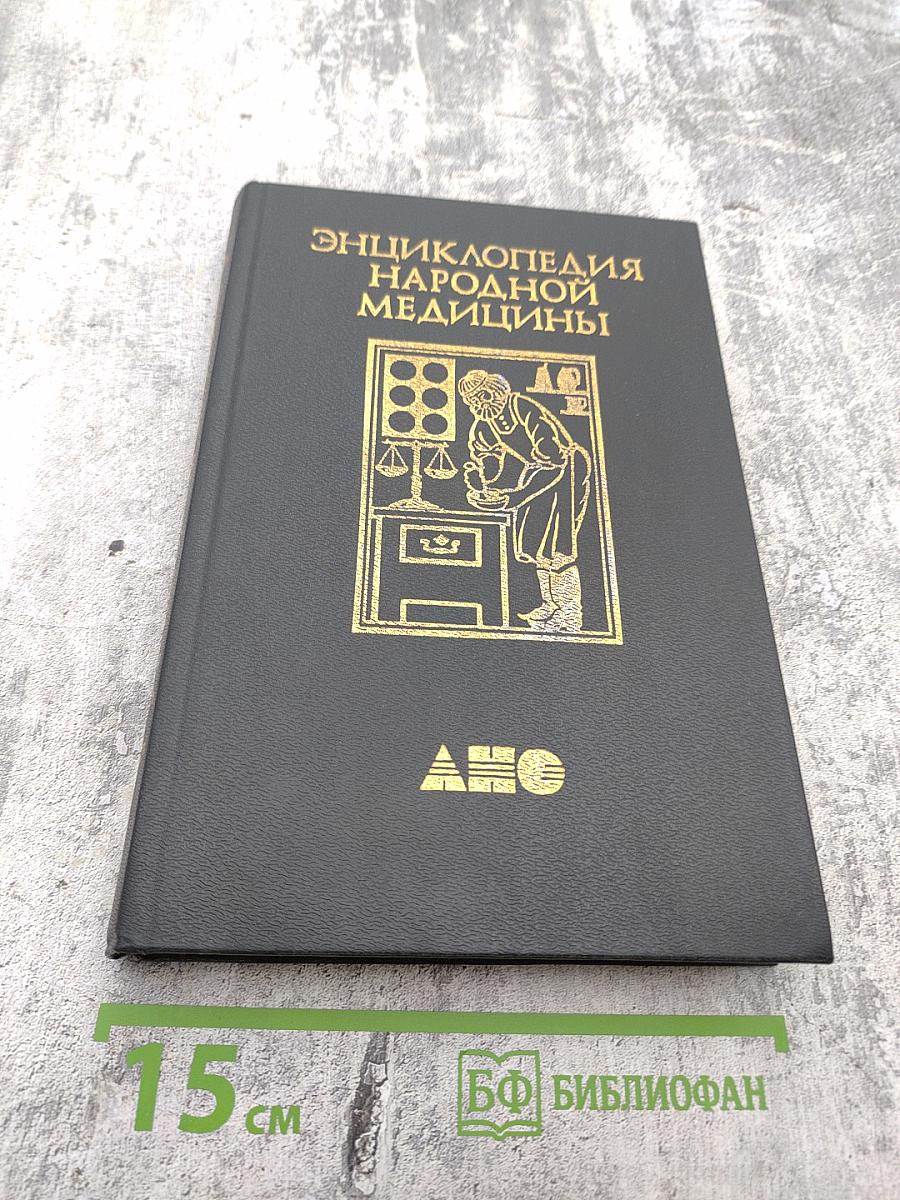 ЭНЦИКЛОПЕДИЯ
НАРОДНОЙ
МЕДИЦИНЫ
АНС
15 см
БФ БИБЛИОФАН